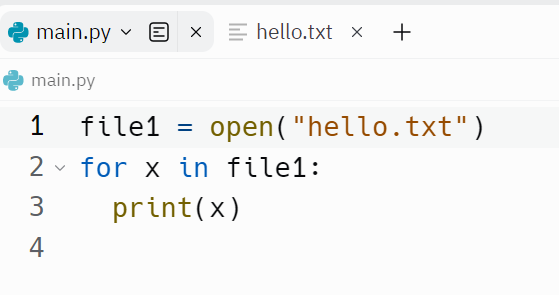 main.py hello.txt
main.py
1 file1 = open("hello.txt")
2 for x in file1:
3   print(x)
4